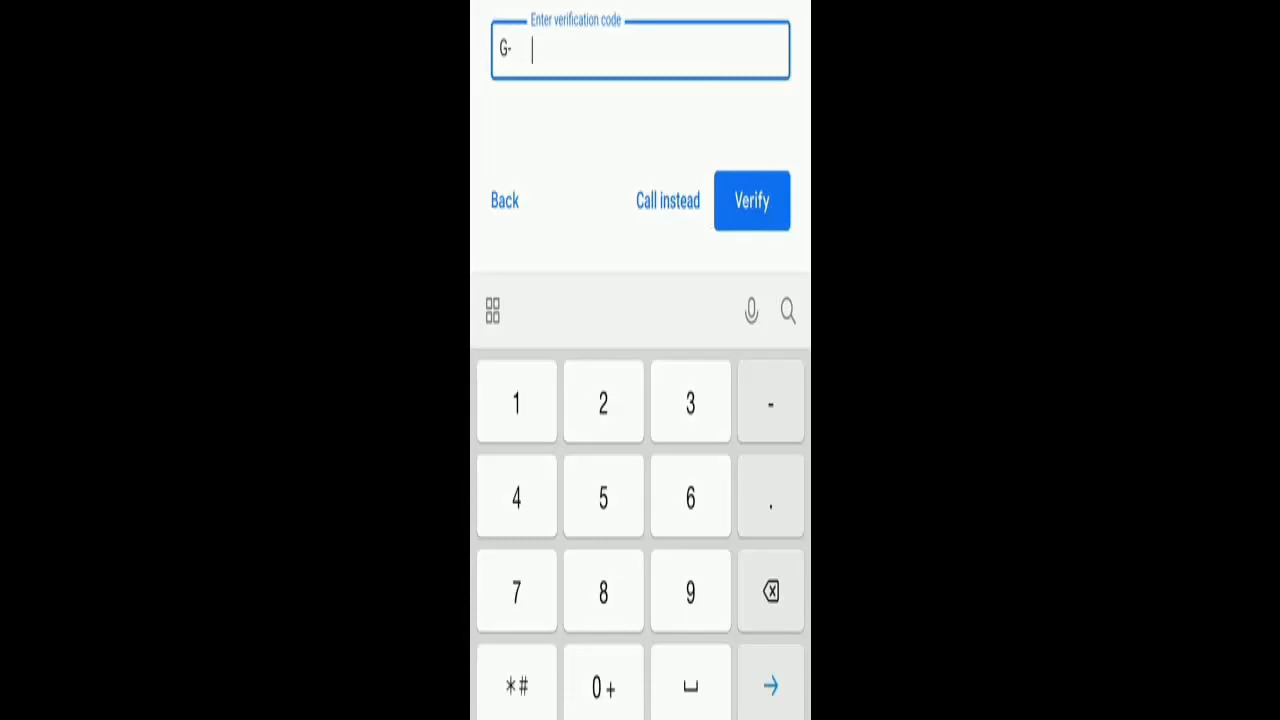 Enter verification code
G-
Back Call instead Verify
1 2 3 -
4 5 6 .
7 8 9
*# 0 +